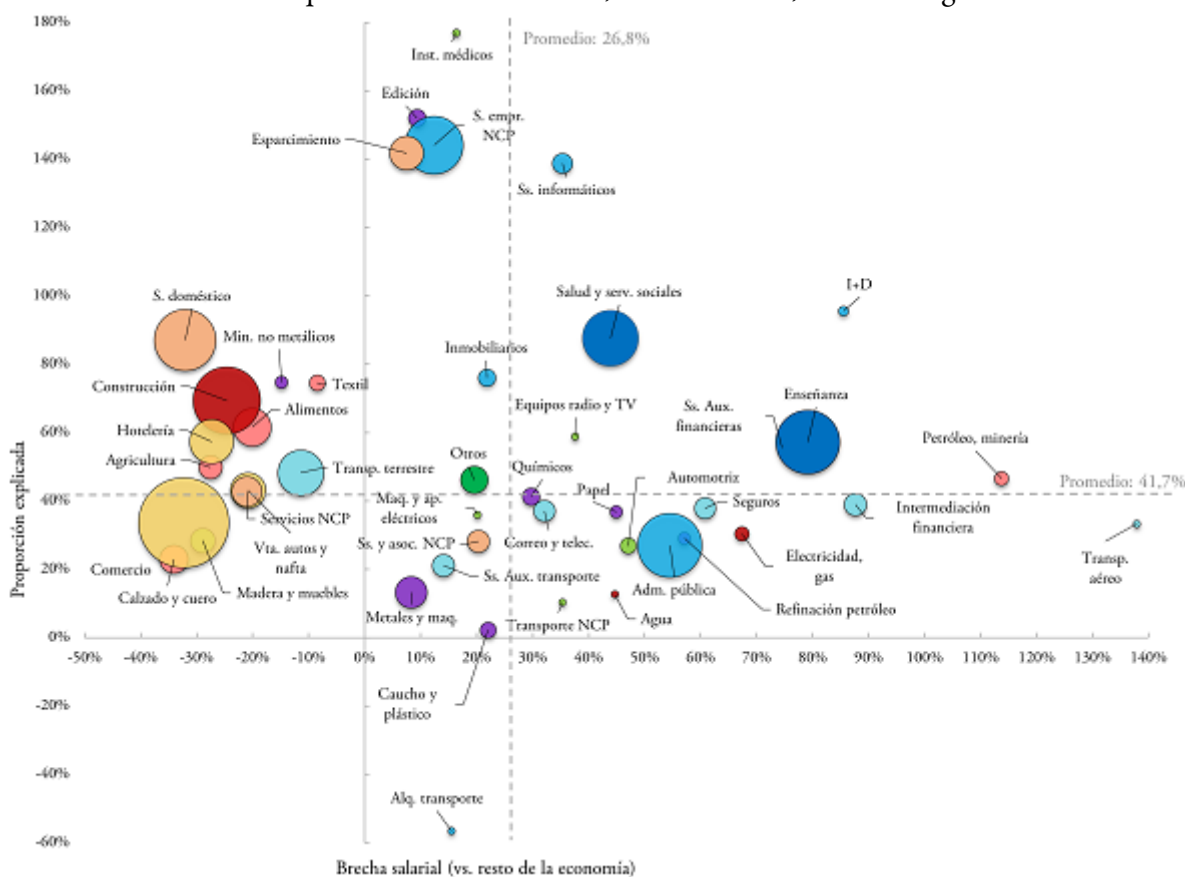 180%
Promedio: 26,8%
Inst. médicos
160%
Edición
S. empr.
NCP
Esparcimiento
140%
Ss. informáticos
120%
100%
S. doméstico
Salud y serv. sociales
I+D
Min. no metálicos
Inmobiliarios
80%
Construcción
Textil
Enseñanza
Alimentos
Equipos radio y TV
Ss. Aux.
financieras
60%
Hotelería
Petróleo, minería
Agricultura
Transp. terrestre
Otros
Químicos
Automotriz
Promedio: 41,7%
40%
Maq. y ap.
eléctricos
Papel
Seguros
Intermediación
financiera
Servicios NCP
Ss. y asoc. NCP
Correo y telec.
Vta. autos y
nafta
Electricidad,
gas
Transp.
aéreo
Comercio
20%
Ss. Aux. transporte
Adm. pública
Calzado y cuero
Madera y muebles
Refinación petróleo
Metales y maq.
Transporte NCP
Agua
0%
-50% -40% -30% -20% -10% 0% 10% 20% 30% 40% 50% 60% 70% 80% 90% 100% 110% 120% 130% 140%
Caucho y
plástico
-20%
-40%
Alq. transporte
-60%
Proporción explicada
Brecha salarial (vs. resto de la economía)